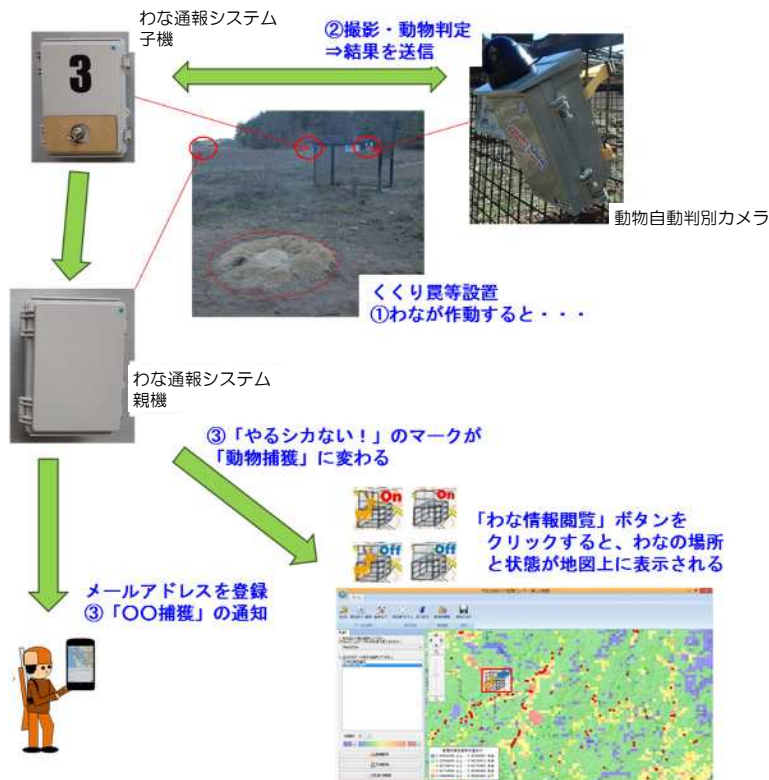 わな通報システム
子機
3
②撮影・動物判定
⇒結果を送信
動物自動判別カメラ
くくり罠等設置
①わなが作動すると・・・
わな通報システム
親機
③「やるシカない！」のマークが
「動物捕獲」に変わる
On
On
Off
Off
「わな情報閲覧」ボタンを
クリックすると、わなの場所
と状態が地図上に表示される
メールアドレスを登録
③「〇〇捕獲」の通知